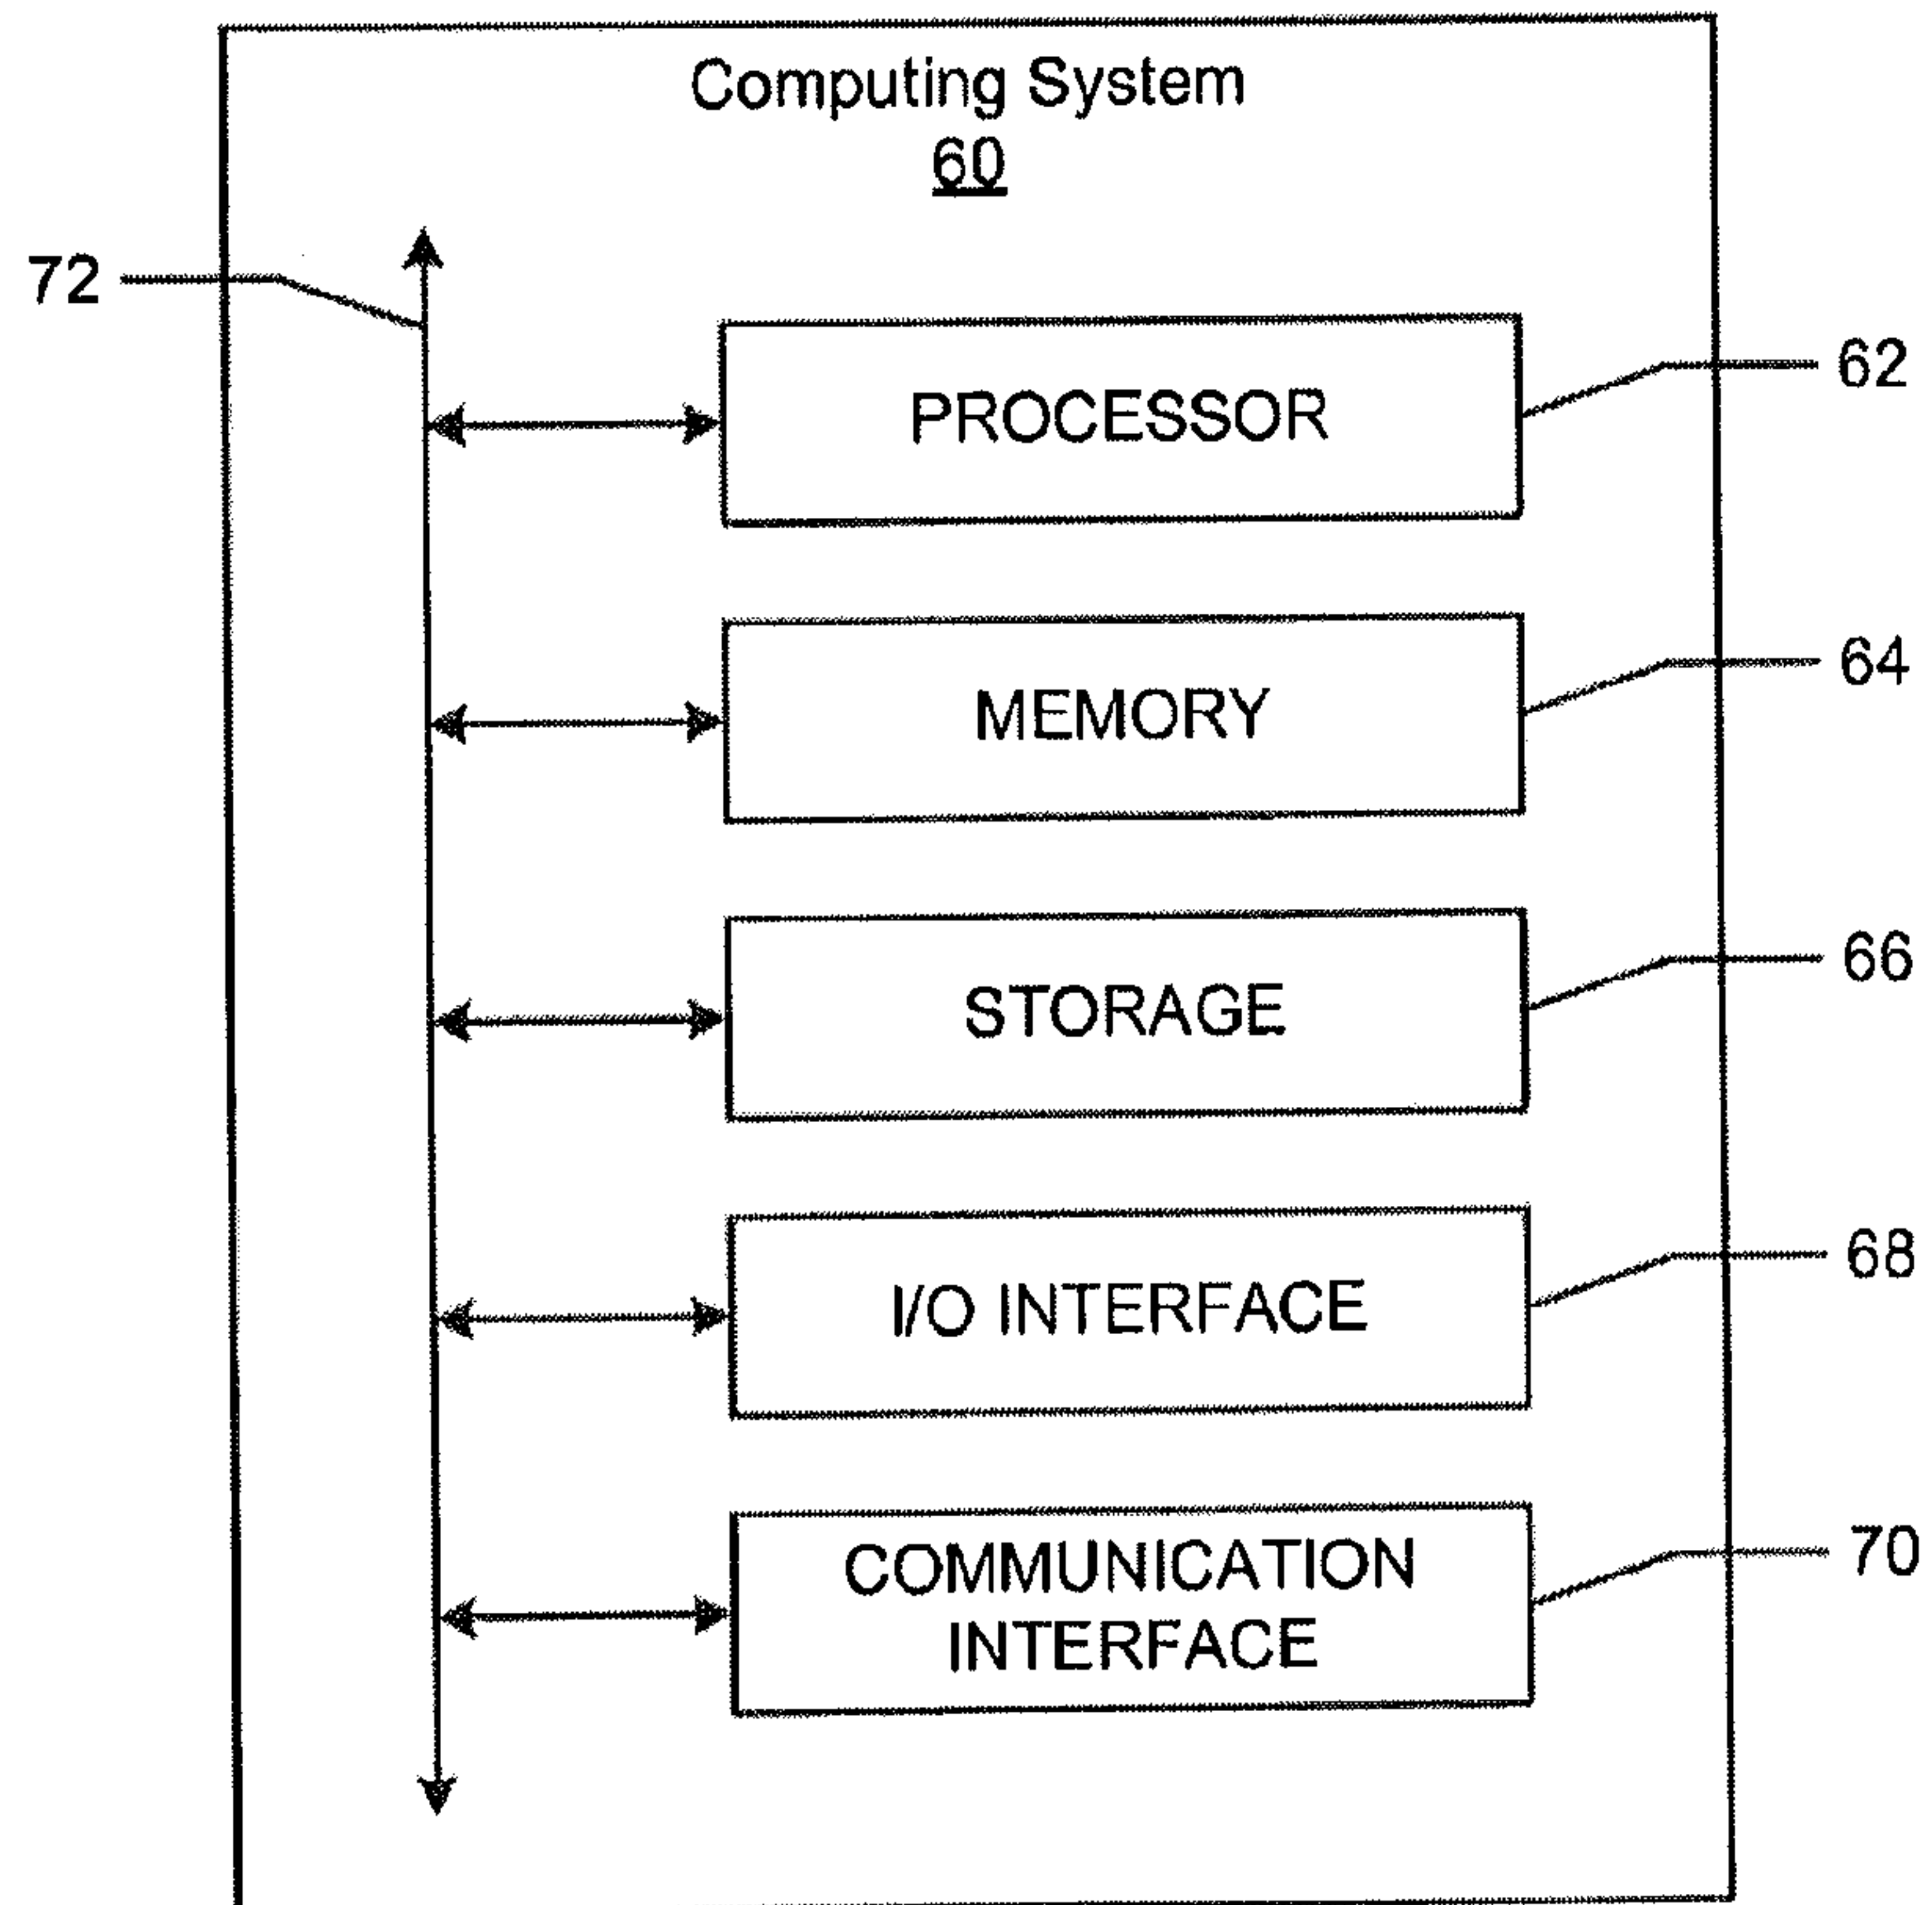 Computing System
60
72
PROCESSOR
62
MEMORY
64
STORAGE
66
I/O INTERFACE
68
COMMUNICATION
INTERFACE
70